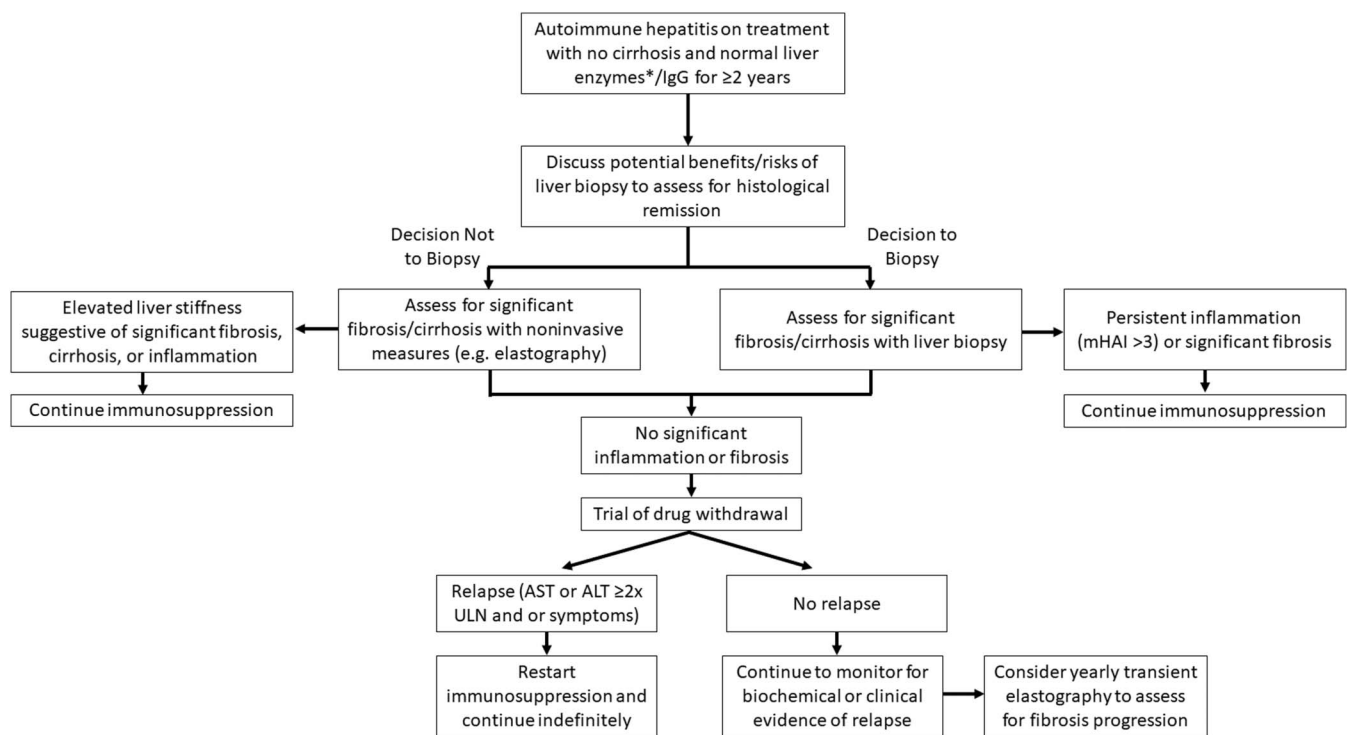 Autoimmune hepatitis on treatment
with no cirrhosis and normal liver
enzymes*/IgG for ≥2 years
Discuss potential benefits/risks of
liver biopsy to assess for histological
remission
Decision Not
to Biopsy
Decision to
Biopsy
Elevated liver stiffness
suggestive of significant fibrosis,
cirrhosis, or inflammation
Assess for significant
fibrosis/cirrhosis with noninvasive
measures (e.g. elastography)
Assess for significant
fibrosis/cirrhosis with liver biopsy
Persistent inflammation
(mHAI >3) or significant fibrosis
Continue immunosuppression
Continue immunosuppression
No significant
inflammation or fibrosis
Trial of drug withdrawal
Relapse (AST or ALT ≥2x
ULN and or symptoms)
No relapse
Restart
immunosuppression and
continue indefinitely
Continue to monitor for
biochemical or clinical
evidence of relapse
Consider yearly transient
elastography to assess
for fibrosis progression